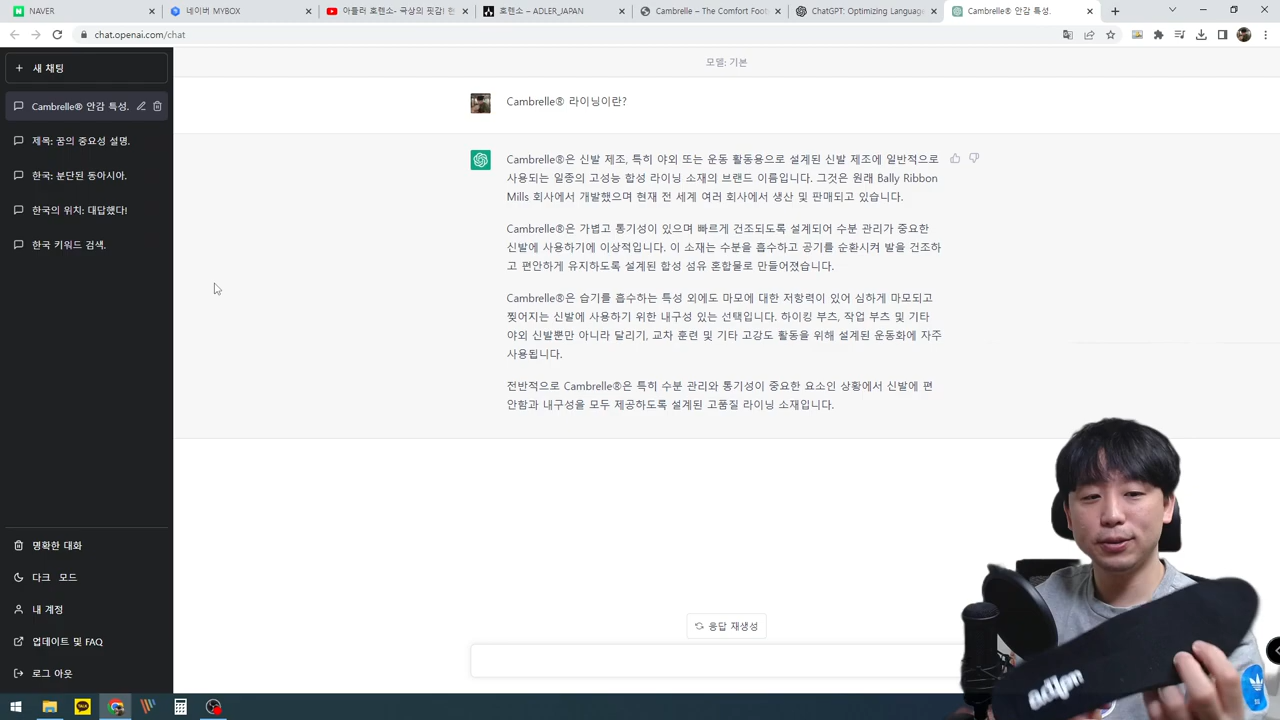 NAVER
네이버 MYBOX
아들러 호렌소- 극상의 핏감! 한
호렌소 – ADLER_JAPAN
Cambrelle – The Comfort Foot
ChatGPT: Optimizing Languag
Cambrelle® 안감 특성.
chat.openai.com/chat
새 채팅
모델: 기본
Cambrelle® 안감 특성.
Cambrelle® 라이닝이란?
제목: 꿈의 중요성 설명.
한국: 분단된 동아시아.
한국의 위치: 대답했다!
한국 키워드 검색.
Cambrelle®은 신발 제조, 특히 야외 또는 운동 활동용으로 설계된 신발 제조에 일반적으로
사용되는 일종의 고성능 합성 라이닝 소재의 브랜드 이름입니다. 그것은 원래 Bally Ribbon
Mills 회사에서 개발했으며 현재 전 세계 여러 회사에서 생산 및 판매되고 있습니다.
Cambrelle®은 가볍고 통기성이 있으며 빠르게 건조되도록 설계되어 수분 관리가 중요한
신발에 사용하기에 이상적입니다. 이 소재는 수분을 흡수하고 공기를 순환시켜 발을 건조하
고 편안하게 유지하도록 설계된 합성 섬유 혼합물로 만들어졌습니다.
Cambrelle®은 습기를 흡수하는 특성 외에도 마모에 대한 저항력이 있어 심하게 마모되고
찢어지는 신발에 사용하기 위한 내구성 있는 선택입니다. 하이킹 부츠, 작업 부츠 및 기타
야외 신발뿐만 아니라 달리기, 교차 훈련 및 기타 고강도 활동을 위해 설계된 운동화에 자주
사용됩니다.
전반적으로 Cambrelle®은 특히 수분 관리와 통기성이 중요한 요소인 상황에서 신발에 편
안함과 내구성을 모두 제공하도록 설계된 고품질 라이닝 소재입니다.
명확한 대화
다크 모드
내 계정
업데이트 및 FAQ
로그 아웃
응답 재생성
TALK